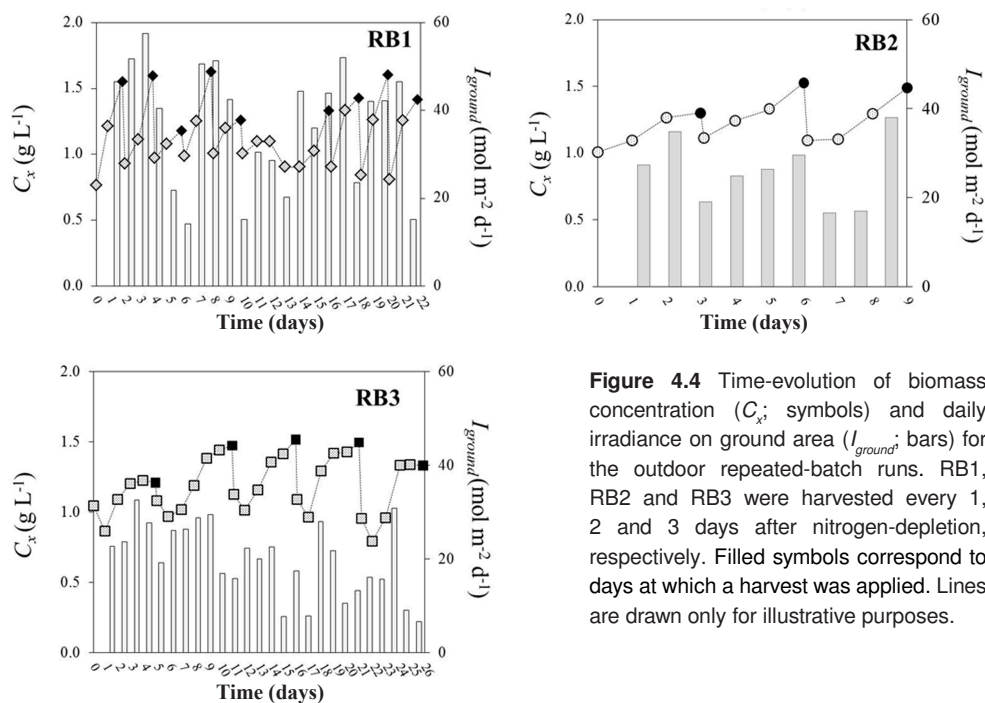 2.0
1.5
1.0
0.5
0.0
C_x (g L-1)
RB1
60
40
20
0
I_ground (mol m-2 d-1)
0 1 2 3 4 5 6 7 8 9 10 11 12 13 14 15 16 17 18 19 20 21 22
Time (days)
2.0
1.5
1.0
0.5
0.0
C_x (g L-1)
RB2
60
40
20
0
I_ground (mol m-2 d-1)
0 1 2 3 4 5 6 7 8 9
Time (days)
2.0
1.5
1.0
0.5
0.0
C_x (g L-1)
RB3
60
40
20
0
I_ground (mol m-2 d-1)
0 1 2 3 4 5 6 7 8 9 10 11 12 13 14 15 16 17 18 19 20 21 22 23 24 25 26
Time (days)
Figure 4.4 Time-evolution of biomass
concentration (C_x; symbols) and daily
irradiance on ground area (I_ground; bars) for
the outdoor repeated-batch runs. RB1,
RB2 and RB3 were harvested every 1,
2 and 3 days after nitrogen-depletion,
respectively. Filled symbols correspond to
days at which a harvest was applied. Lines
are drawn only for illustrative purposes.